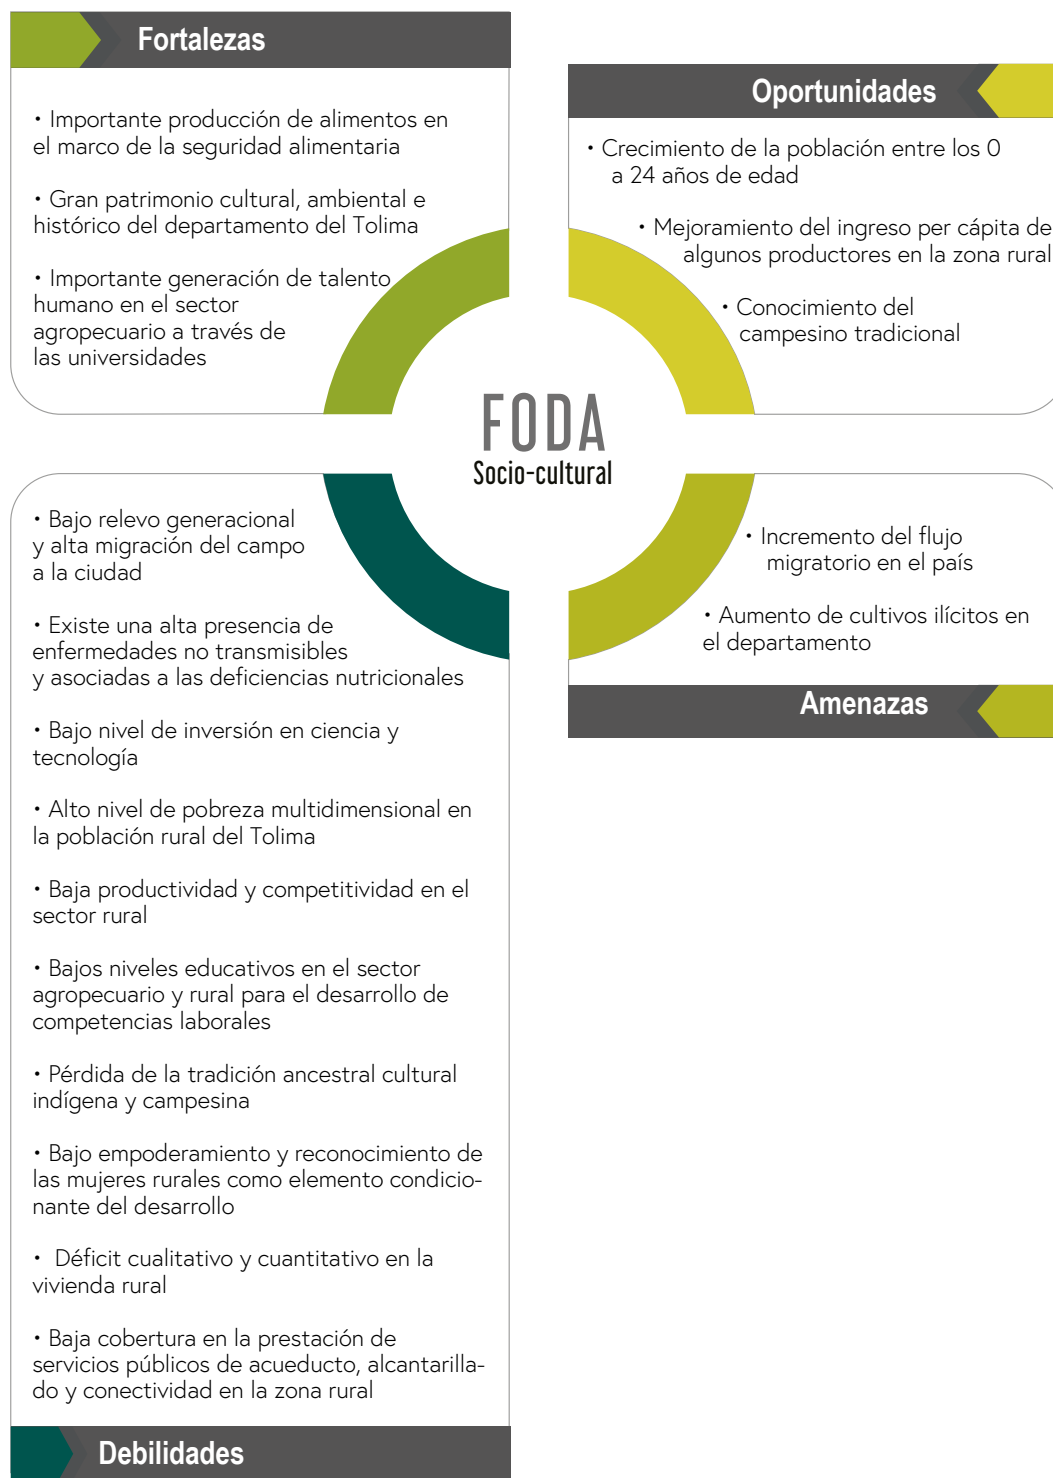 Fortalezas
• Importante producción de alimentos en
el marco de la seguridad alimentaria
• Gran patrimonio cultural, ambiental e
histórico del departamento del Tolima
• Importante generación de talento
humano en el sector
agropecuario a través de
las universidades
Oportunidades
• Crecimiento de la población entre los 0
a 24 años de edad
• Mejoramiento del ingreso per cápita de
algunos productores en la zona rural
• Conocimiento del
campesino tradicional
FODA
Socio-cultural
• Bajo relevo generacional
y alta migración del campo
a la ciudad
• Existe una alta presencia de
enfermedades no transmisibles
y asociadas a las deficiencias nutricionales
• Bajo nivel de inversión en ciencia y
tecnología
• Alto nivel de pobreza multidimensional en
la población rural del Tolima
• Baja productividad y competitividad en el
sector rural
• Bajos niveles educativos en el sector
agropecuario y rural para el desarrollo de
competencias laborales
• Pérdida de la tradición ancestral cultural
indígena y campesina
• Bajo empoderamiento y reconocimiento de
las mujeres rurales como elemento condicio-
nante del desarrollo
• Déficit cualitativo y cuantitativo en la
vivienda rural
• Baja cobertura en la prestación de
servicios públicos de acueducto, alcantarilla-
do y conectividad en la zona rural
Debilidades
• Incremento del flujo
migratorio en el país
• Aumento de cultivos ilícitos en
el departamento
Amenazas